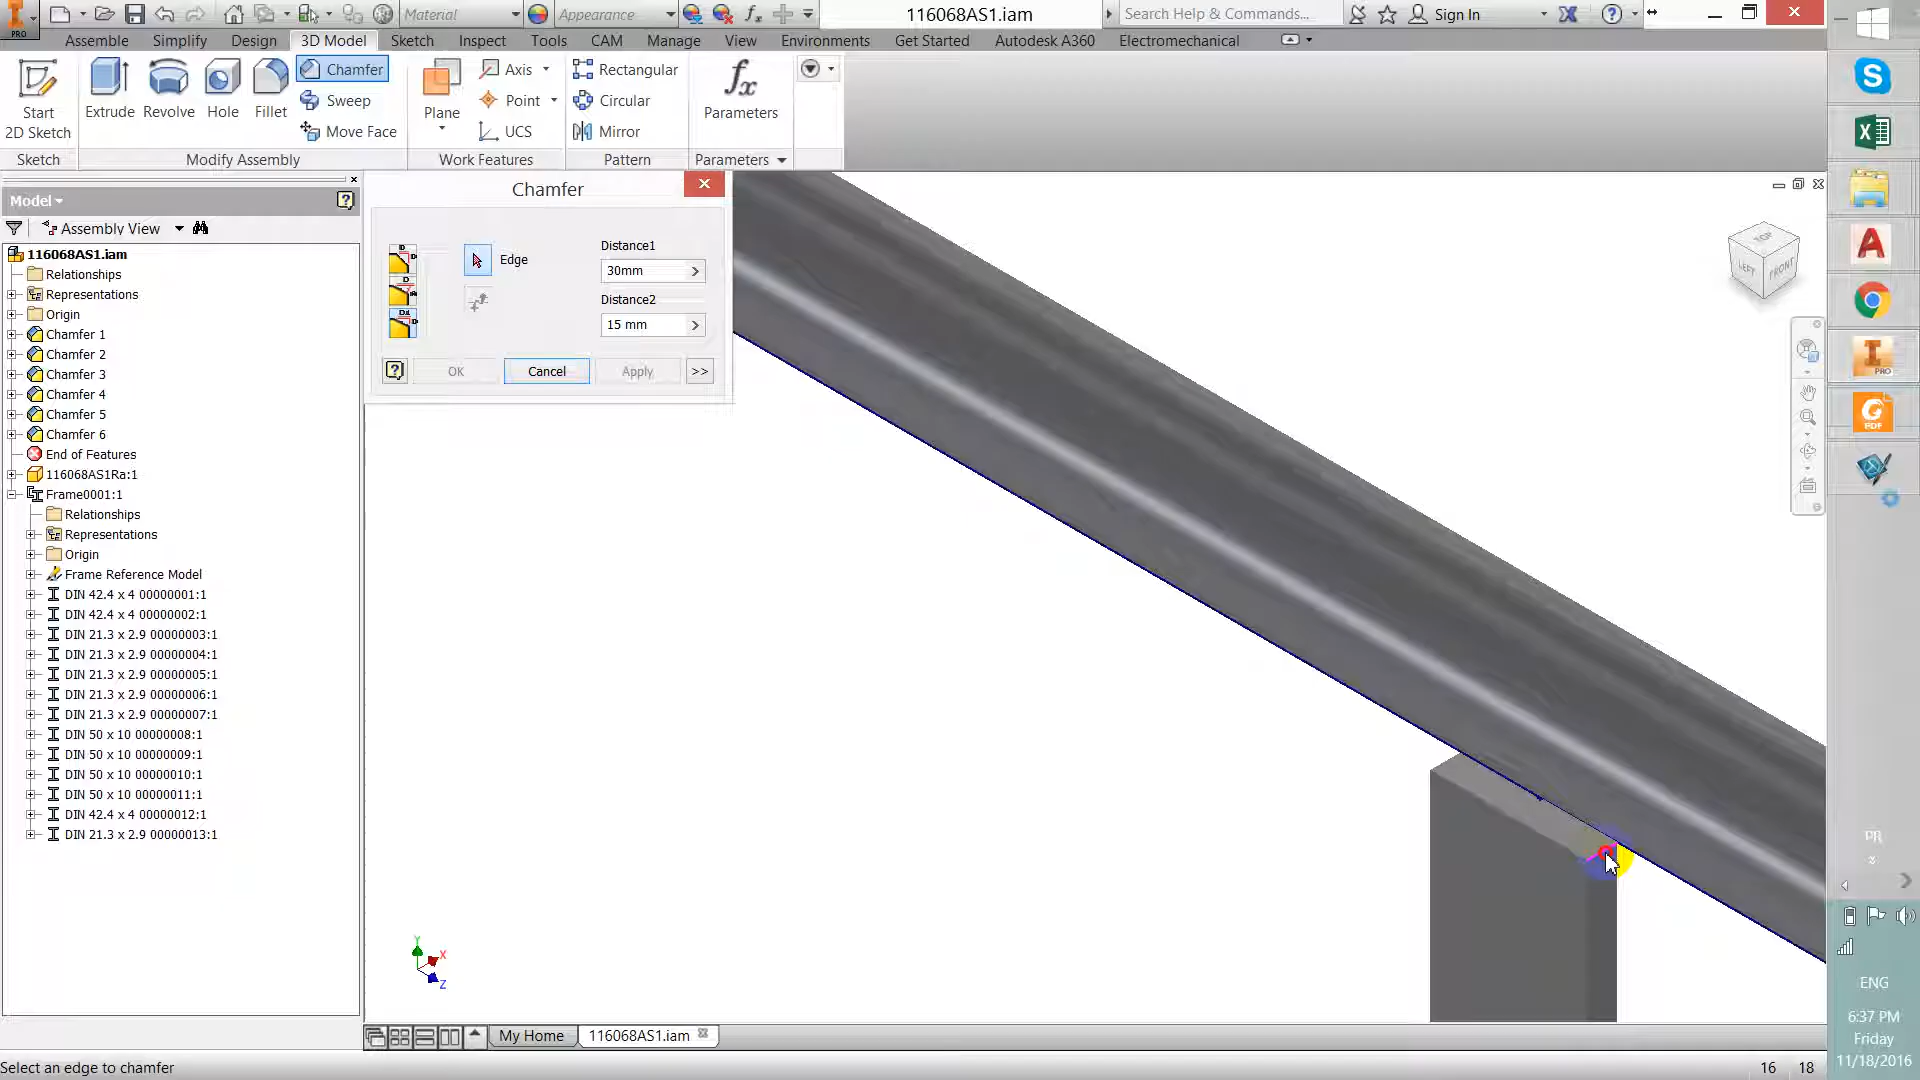 PRO
Material
Appearance
116068AS1.iam
Search Help & Commands...
Sign In
Assemble
Simplify
Design
3D Model
Sketch
Inspect
Tools
CAM
Manage
View
Environments
Get Started
Autodesk A360
Electromechanical
Start
2D Sketch
Extrude
Revolve
Hole
Fillet
Chamfer
Sweep
Move Face
Plane
Axis
Point
UCS
Rectangular
Circular
Mirror
fx
Parameters
Sketch
Modify Assembly
Work Features
Pattern
Parameters
Model
Assembly View
116068AS1.iam
Relationships
Representations
Origin
Chamfer 1
Chamfer 2
Chamfer 3
Chamfer 4
Chamfer 5
Chamfer 6
End of Features
116068AS1Ra:1
Frame0001:1
Relationships
Representations
Origin
Frame Reference Model
DIN 42.4 x 4 00000001:1
DIN 42.4 x 4 00000002:1
DIN 21.3 x 2.9 00000003:1
DIN 21.3 x 2.9 00000004:1
DIN 21.3 x 2.9 00000005:1
DIN 21.3 x 2.9 00000006:1
DIN 21.3 x 2.9 00000007:1
DIN 50 x 10 00000008:1
DIN 50 x 10 00000009:1
DIN 50 x 10 00000010:1
DIN 50 x 10 00000011:1
DIN 42.4 x 4 00000012:1
DIN 21.3 x 2.9 00000013:1
Chamfer
Edge
Distance1
30mm
Distance2
15 mm
OK
Cancel
Apply
>>
TOP
LEFT
FRONT
Y
X
Z
My Home
116068AS1.iam
Select an edge to chamfer
16 18
PRO
PDF
PR
ENG
6:37 PM
Friday
11/18/2016